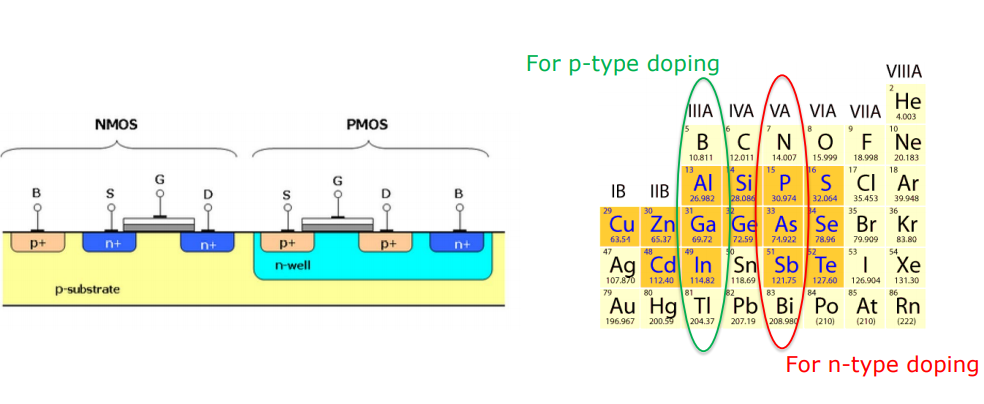 NMOS
PMOS
B S G D S G D B
p+ n+ n+ p+ p+ n+
n-well
p-substrate
For p-type doping
VIIIA
2
He
4.003
IIIA IVA VA VIA VIIA
5 6 7 8 9 10
B C N O F Ne
10.811 12.011 14.007 15.999 18.998 20.183
IB IIB
13 14 15 16 17 18
Al Si P S Cl Ar
26.982 28.086 30.974 32.064 35.453 39.948
29 30 31 32 33 34 35 36
Cu Zn Ga Ge As Se Br Kr
63.54 65.37 69.72 72.59 74.922 78.96 79.909 83.80
47 48 49 50 51 52 53 54
Ag Cd In Sn Sb Te I Xe
107.870 112.40 114.82 118.69 121.75 127.60 126.904 131.30
79 80 81 82 83 84 85 86
Au Hg Tl Pb Bi Po At Rn
196.967 200.59 204.37 207.19 208.980 (210) (210) (222)
For n-type doping